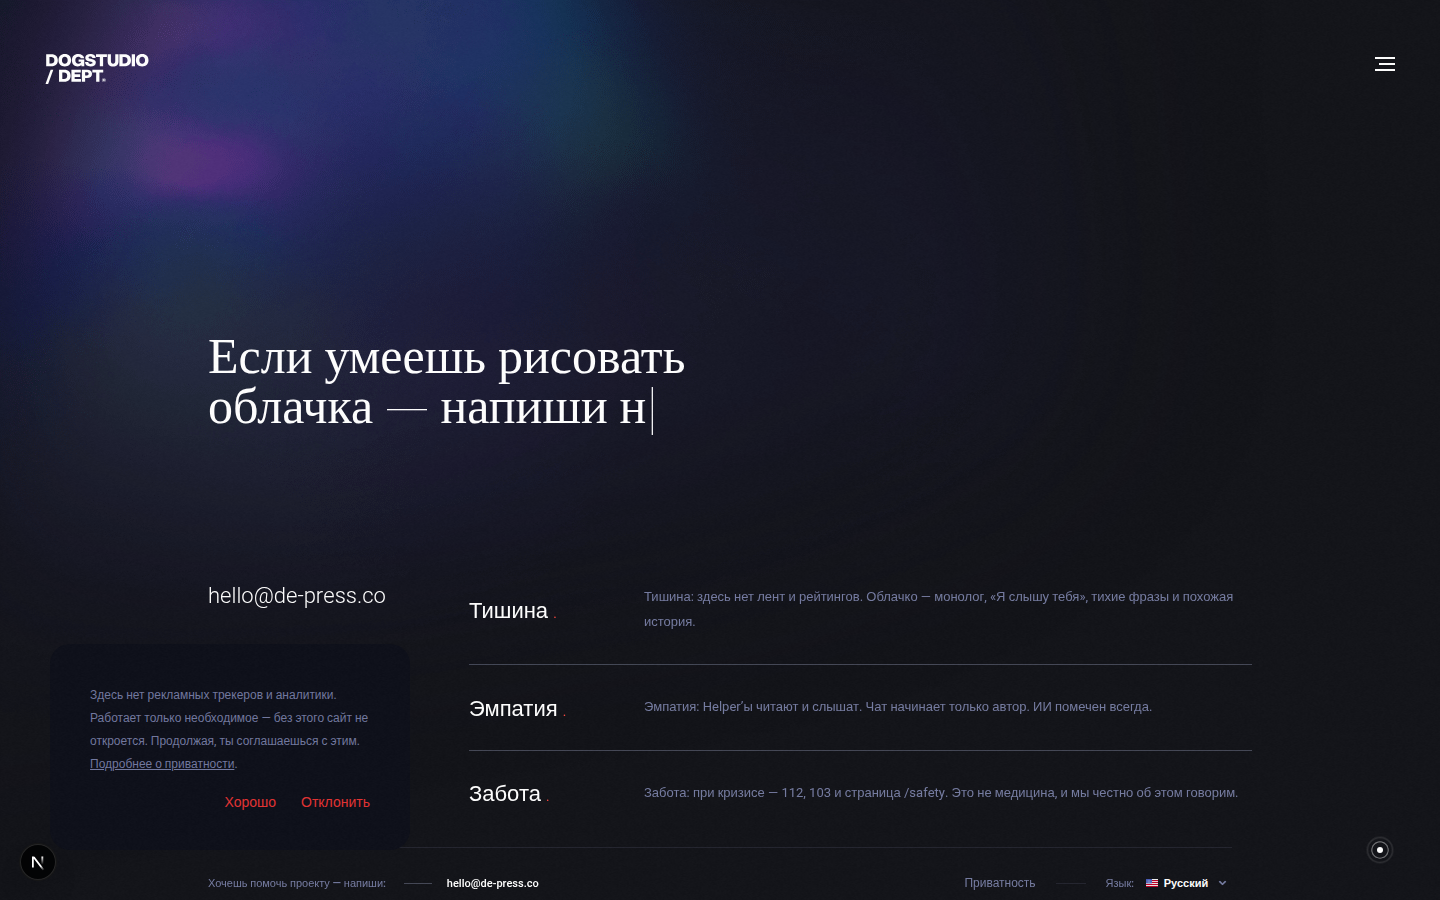 DOGSTUDIO
/ DEPT.
Если умеешь рисовать
облачка — напиши н
hello@de-press.co
Тишина .
Тишина: здесь нет лент и рейтингов. Облачко — монолог, «Я слышу тебя», тихие фразы и похожая
история.
Эмпатия .
Эмпатия: Helper’ы читают и слышат. Чат начинает только автор. ИИ помечен всегда.
Забота .
Забота: при кризисе — 112, 103 и страница /safety. Это не медицина, и мы честно об этом говорим.
Здесь нет рекламных трекеров и аналитики.
Работает только необходимое — без этого сайт не
откроется. Продолжая, ты соглашаешься с этим.
Подробнее о приватности.
Хорошо Отклонить
N
Хочешь помочь проекту — напиши: hello@de-press.co
Приватность Язык: Русский